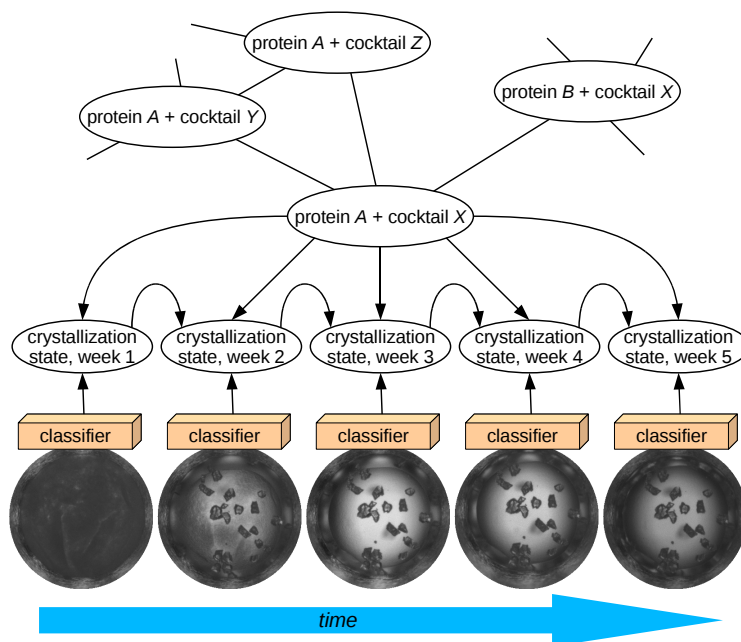 protein A + cocktail Z
protein A + cocktail Y
protein B + cocktail X
protein A + cocktail X
crystallization
state, week 1
crystallization
state, week 2
crystallization
state, week 3
crystallization
state, week 4
crystallization
state, week 5
classifier
classifier
classifier
classifier
classifier
time